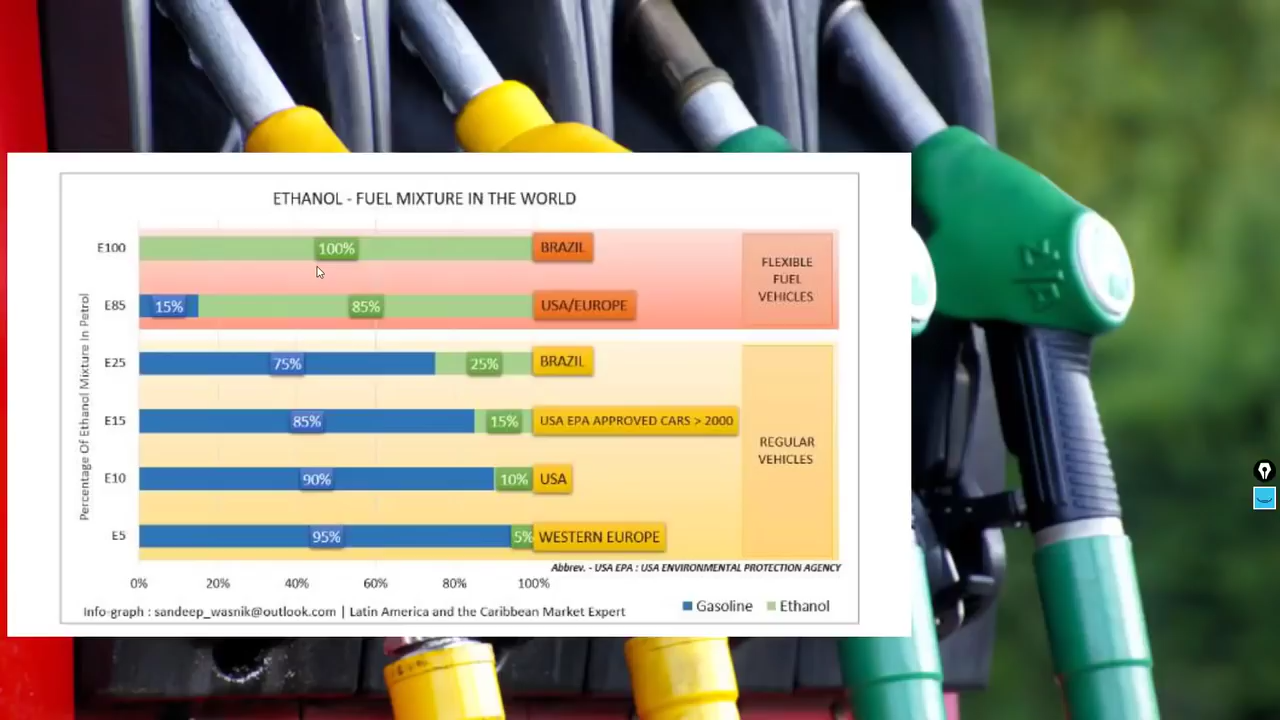 ETHANOL - FUEL MIXTURE IN THE WORLD
Percentage Of Ethanol Mixture In Petrol
E100 100% BRAZIL
E85 15% 85% USA/EUROPE
FLEXIBLE
FUEL
VEHICLES
E25 75% 25% BRAZIL
E15 85% 15% USA EPA APPROVED CARS > 2000
E10 90% 10% USA
E5 95% 5% WESTERN EUROPE
REGULAR
VEHICLES
Abbrev. - USA EPA : USA ENVIRONMENTAL PROTECTION AGENCY
0% 20% 40% 60% 80% 100%
Info-graph : sandeep_wasnik@outlook.com | Latin America and the Caribbean Market Expert
Gasoline Ethanol